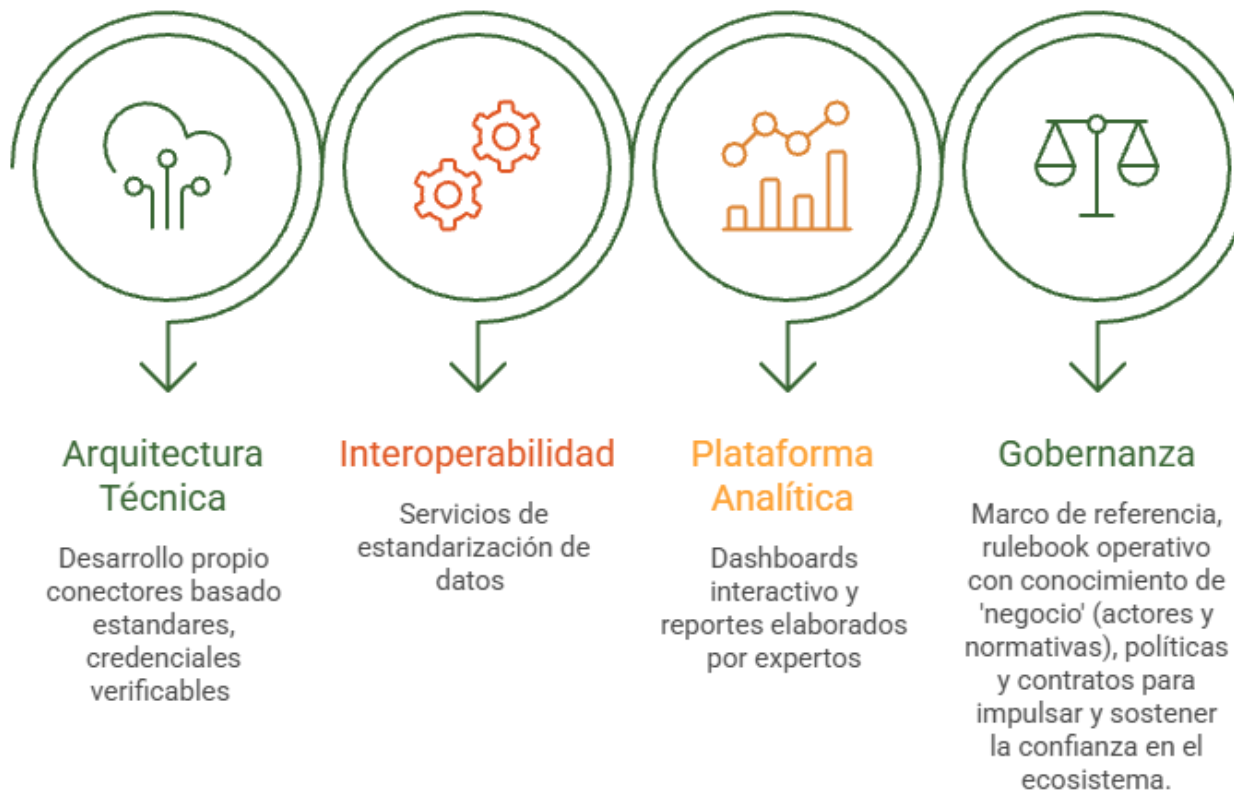 Arquitectura
Técnica
Desarrollo propio
conectores basado
estandares,
credenciales
verificables
Interoperabilidad
Servicios de
estandarización de
datos
Plataforma
Analítica
Dashboards
interactivo y
reportes elaborados
por expertos
Gobernanza
Marco de referencia,
rulebook operativo
con conocimiento de
'negocio' (actores y
normativas), políticas
y contratos para
impulsar y sostener
la confianza en el
ecosistema.